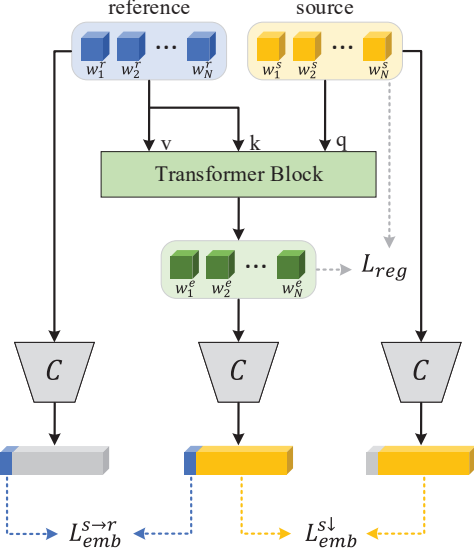 reference source
w_1^r w_2^r ... w_N^r w_1^s w_2^s ... w_N^s
v k q
Transformer Block
w_1^e w_2^e ... w_N^e L_reg
C C C
L_emb^{s→r} L_emb^{s↓}